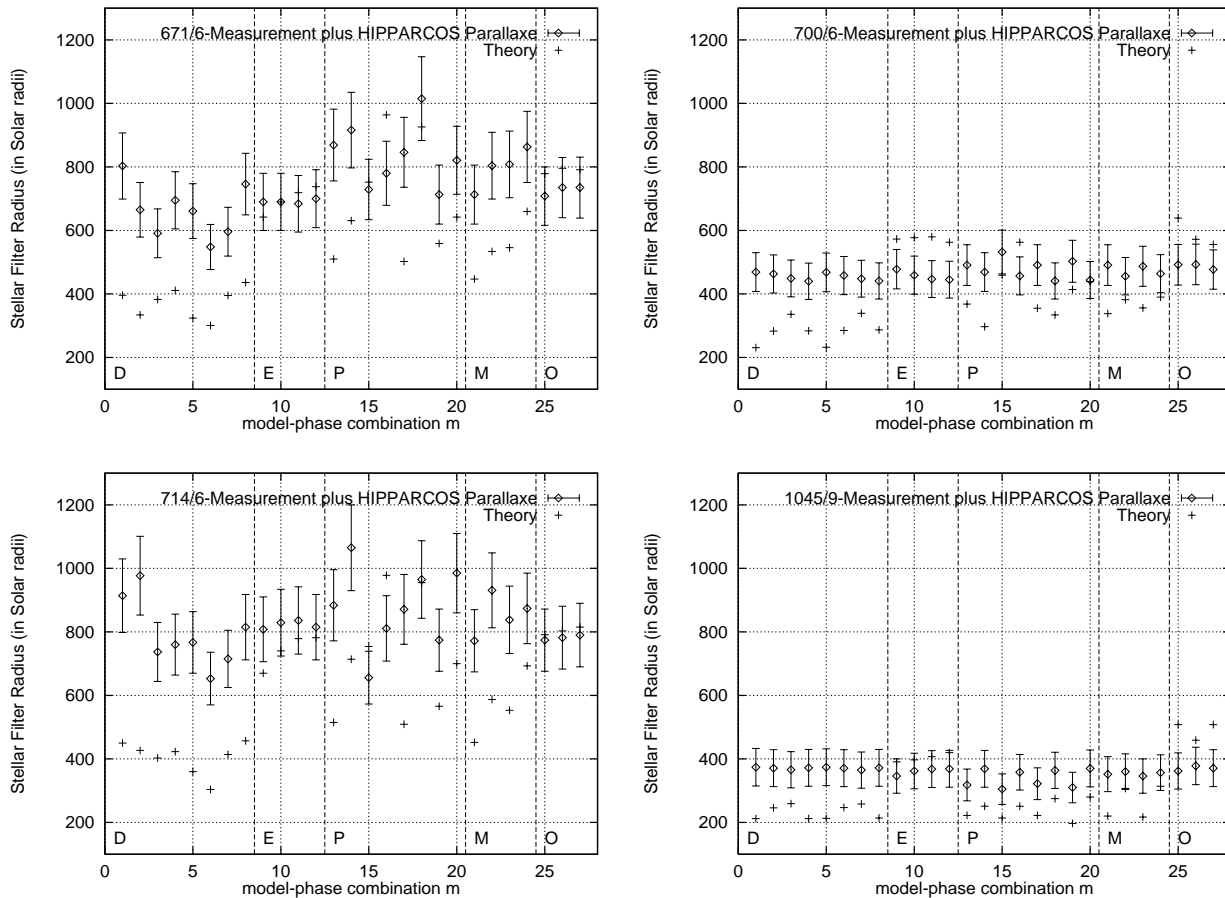 671/6-Measurement plus HIPPARCOS Parallaxe
Theory
Stellar Filter Radius (in Solar radii)
1200
1000
800
600
400
200
D E P M O
0 5 10 15 20 25
model-phase combination m
700/6-Measurement plus HIPPARCOS Parallaxe
Theory
Stellar Filter Radius (in Solar radii)
1200
1000
800
600
400
200
D E P M O
0 5 10 15 20 25
model-phase combination m
714/6-Measurement plus HIPPARCOS Parallaxe
Theory
Stellar Filter Radius (in Solar radii)
1200
1000
800
600
400
200
D E P M O
0 5 10 15 20 25
model-phase combination m
1045/9-Measurement plus HIPPARCOS Parallaxe
Theory
Stellar Filter Radius (in Solar radii)
1200
1000
800
600
400
200
D E P M O
0 5 10 15 20 25
model-phase combination m